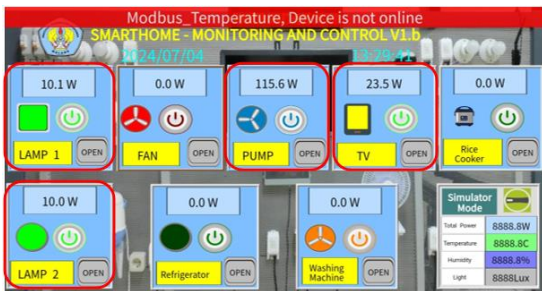 Modbus_Temperature, Device is not online
SMARTHOME - MONITORING AND CONTROL V1.b
2024/07/04 13:29:41
10.1 W 0.0 W 115.6 W 23.5 W 0.0 W
LAMP 1 OPEN FAN OPEN PUMP OPEN TV OPEN Rice Cooker OPEN
10.0 W 0.0 W 0.0 W
LAMP 2 OPEN Refrigerator OPEN Washing Machine OPEN
Simulator Mode
Total Power 8888.8W
Temperature 8888.8C
Humidity 8888.8%
Light 8888Lux